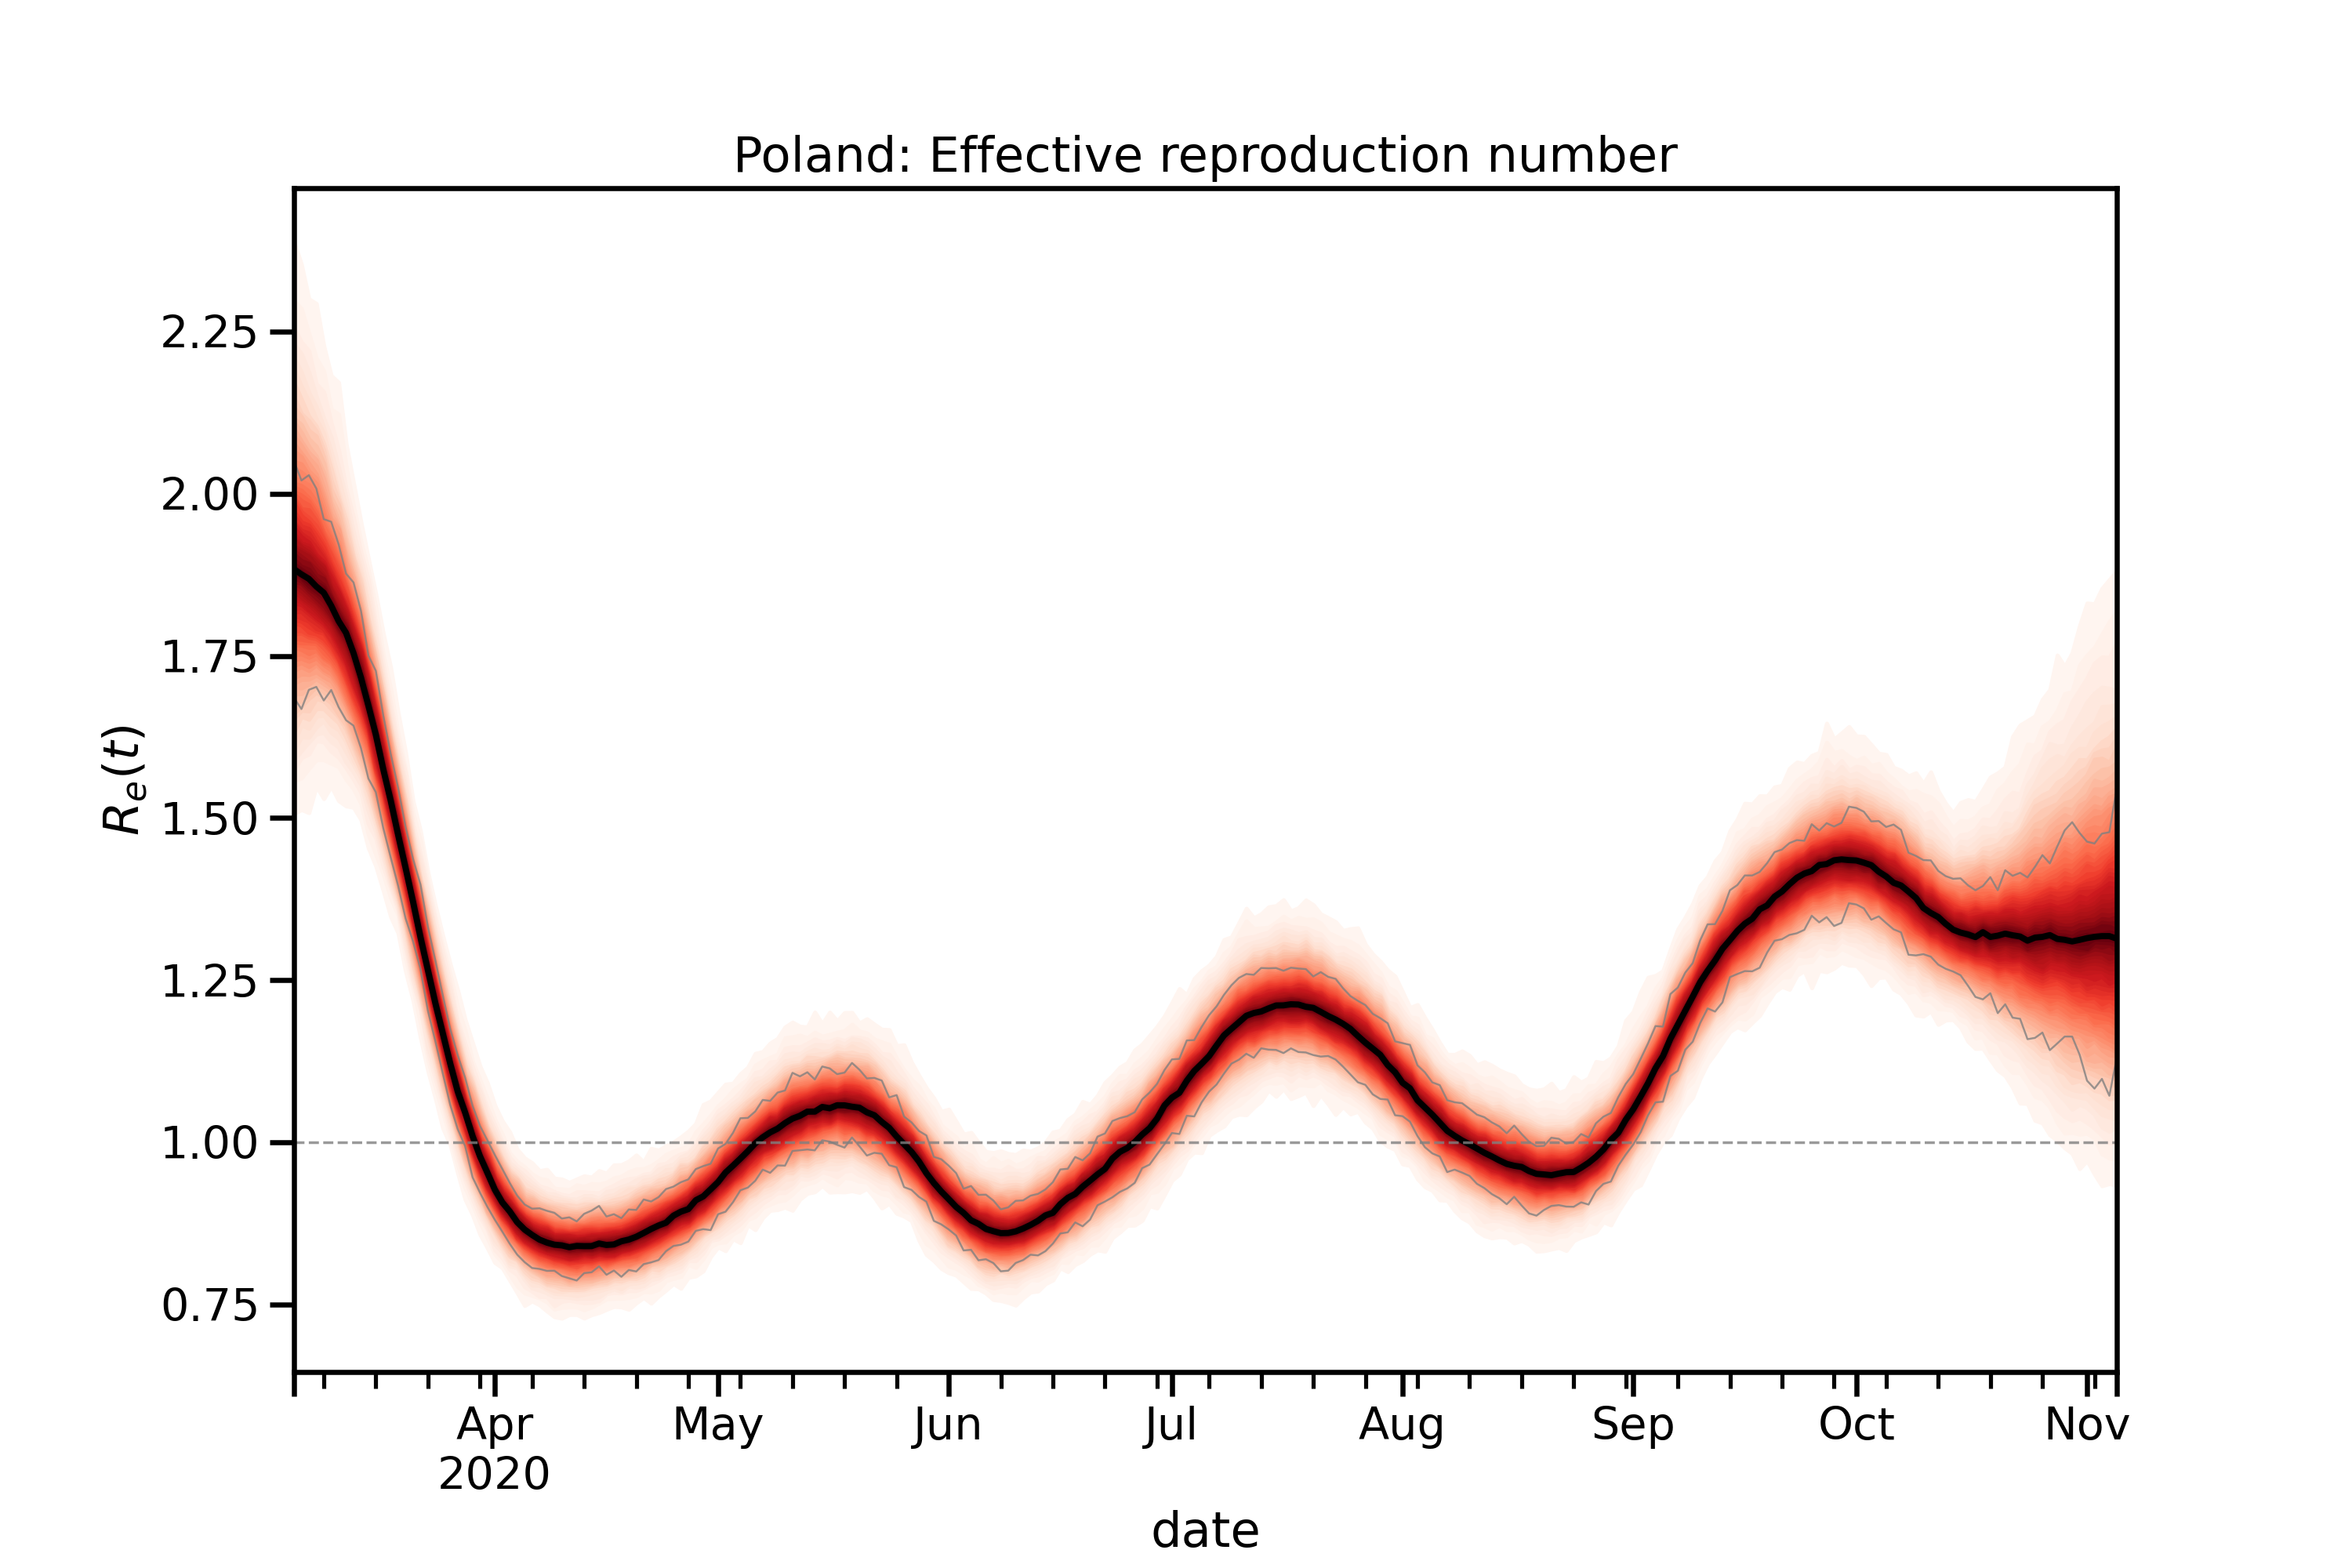 Poland: Effective reproduction number
2.25
2.00
1.75
1.50
1.25
1.00
0.75
Rₑ(t)
Apr May Jun Jul Aug Sep Oct Nov
2020
date